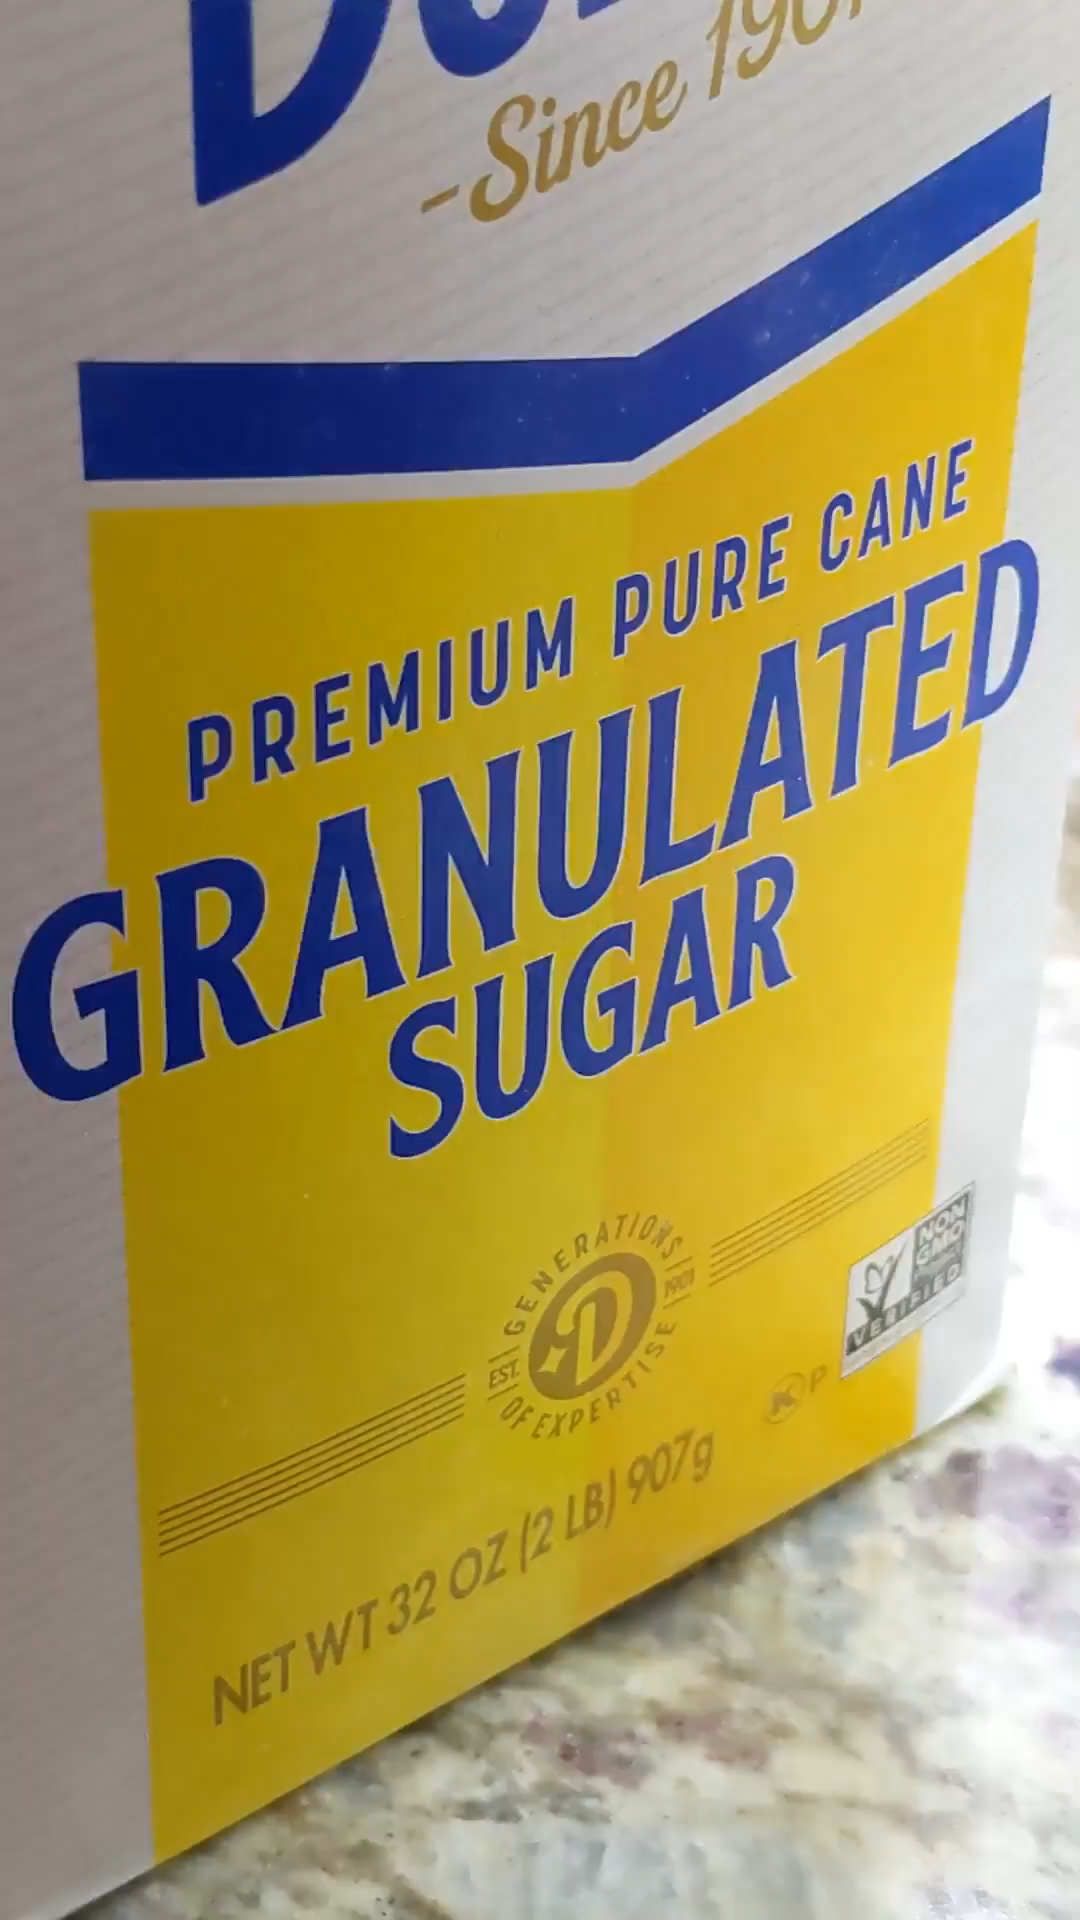 -Since 190
PREMIUM PURE CANE
GRANULATED
SUGAR
GENERATIONS
EST. D 1901
OF EXPERTISE
NON
GMO
VERIFIED
K P
NET WT 32 OZ (2 LB) 907g